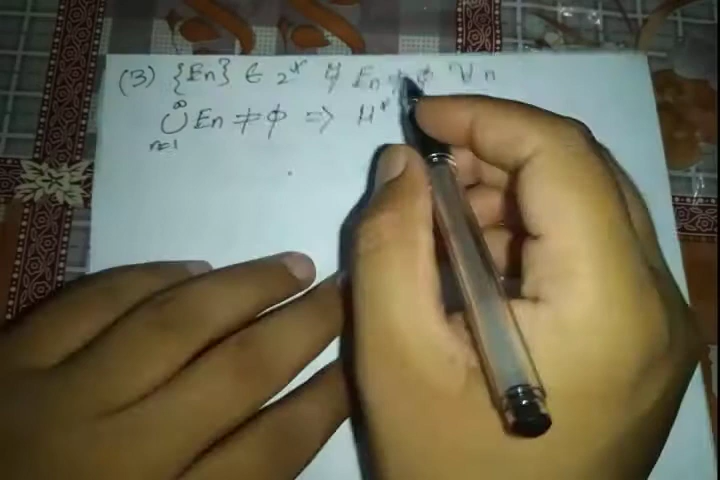 (3) {En} ∈ 2^x ∀ En ≠ φ ∀ n
∞ ∪ n=1 En ≠ φ ⇒ μ*